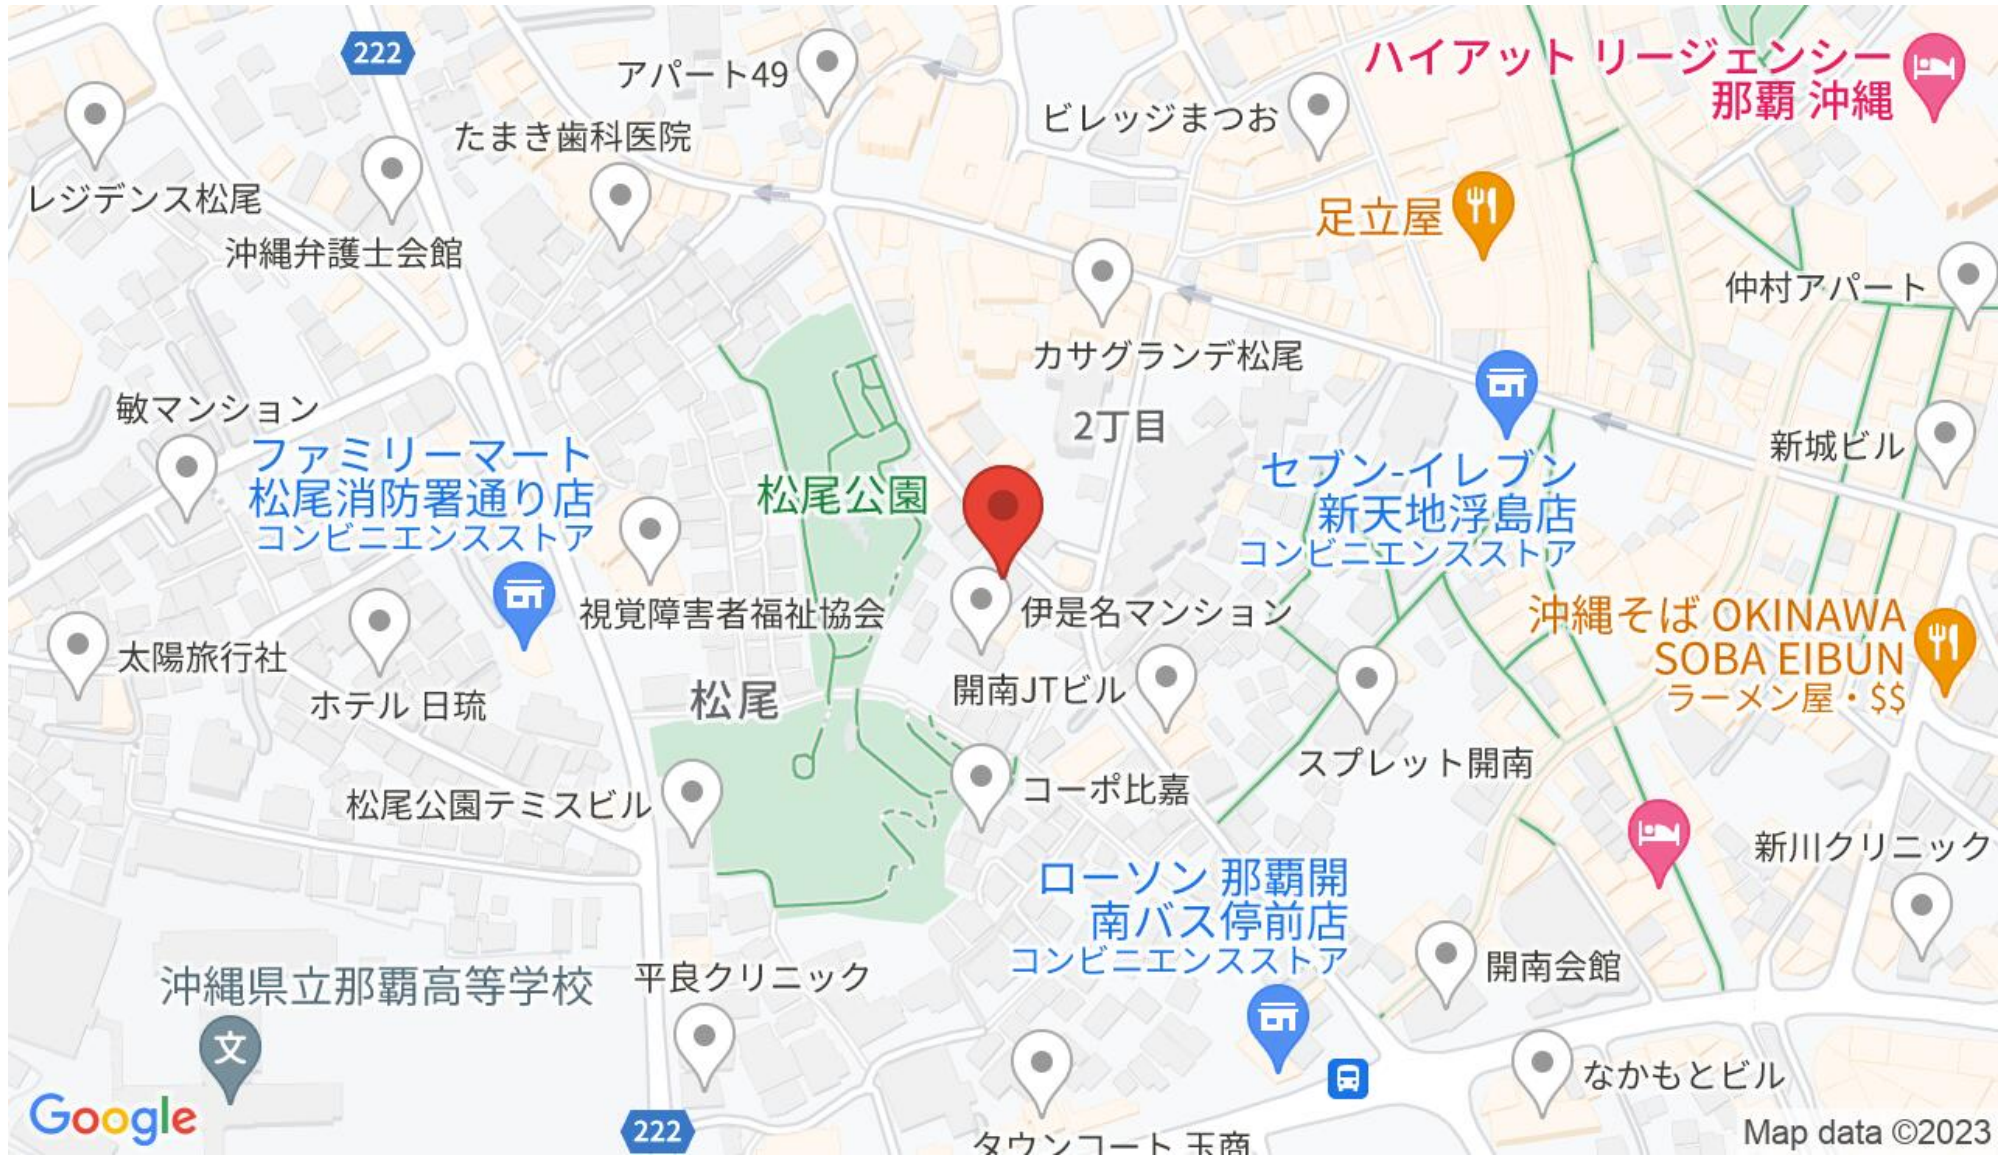 222
アパート49
ハイアット リージェンシー
那覇 沖縄
ビレッジまつお
たまき歯科医院
レジデンス松尾
沖縄弁護士会館
足立屋
仲村アパート
カサグランデ松尾
2丁目
敏マンション
新城ビル
ファミリーマート
松尾消防署通り店
コンビニエンスストア
松尾公園
セブン-イレブン
新天地浮島店
コンビニエンスストア
視覚障害者福祉協会
伊是名マンション
沖縄そば OKINAWA
SOBA EIBUN
ラーメン屋・$$
太陽旅行社
ホテル 日琉
松尾
開南JTビル
スプレット開南
松尾公園テミスビル
コーポ比嘉
新川クリニック
ローソン 那覇開
南バス停前店
コンビニエンスストア
沖縄県立那覇高等学校
文
平良クリニック
開南会館
なかもとビル
Google
222
タウンコート 玉商
Map data ©2023